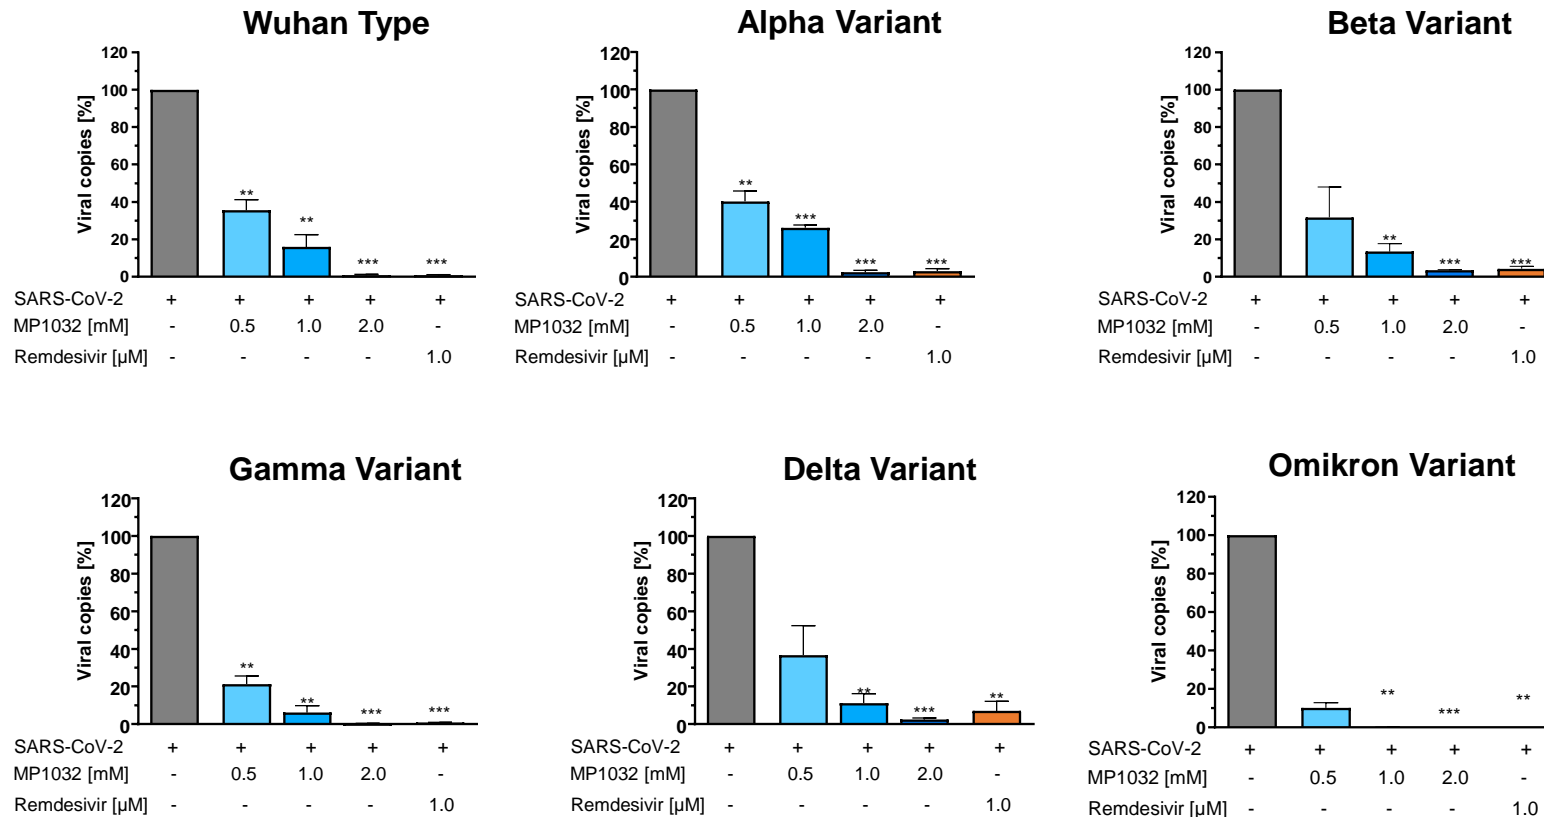 Wuhan Type
Viral copies [%]
120
100
80
60
40
20
0
** ** *** ***
SARS-CoV-2 + + + + +
MP1032 [mM] - 0.5 1.0 2.0 -
Remdesivir [µM] - - - - 1.0
Alpha Variant
Viral copies [%]
120
100
80
60
40
20
0
** *** *** ***
SARS-CoV-2 + + + + +
MP1032 [mM] - 0.5 1.0 2.0 -
Remdesivir [µM] - - - - 1.0
Beta Variant
Viral copies [%]
120
100
80
60
40
20
0
** *** ***
SARS-CoV-2 + + + + +
MP1032 [mM] - 0.5 1.0 2.0 -
Remdesivir [µM] - - - - 1.0
Gamma Variant
Viral copies [%]
120
100
80
60
40
20
0
** ** *** ***
SARS-CoV-2 + + + + +
MP1032 [mM] - 0.5 1.0 2.0 -
Remdesivir [µM] - - - - 1.0
Delta Variant
Viral copies [%]
120
100
80
60
40
20
0
** *** **
SARS-CoV-2 + + + + +
MP1032 [mM] - 0.5 1.0 2.0 -
Remdesivir [µM] - - - - 1.0
Omikron Variant
Viral copies [%]
120
100
80
60
40
20
0
** *** **
SARS-CoV-2 + + + + +
MP1032 [mM] - 0.5 1.0 2.0 -
Remdesivir [µM] - - - - 1.0